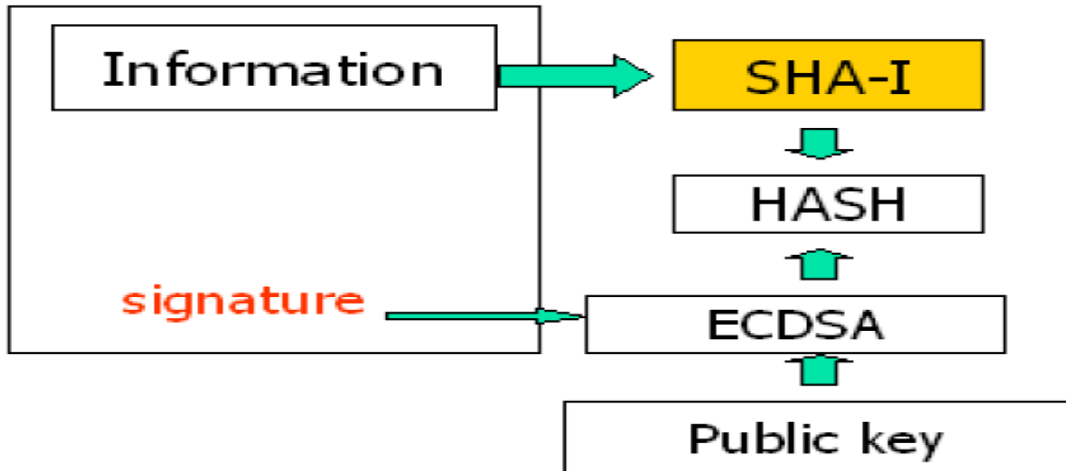 Information
SHA-I
HASH
signature
ECDSA
Public key